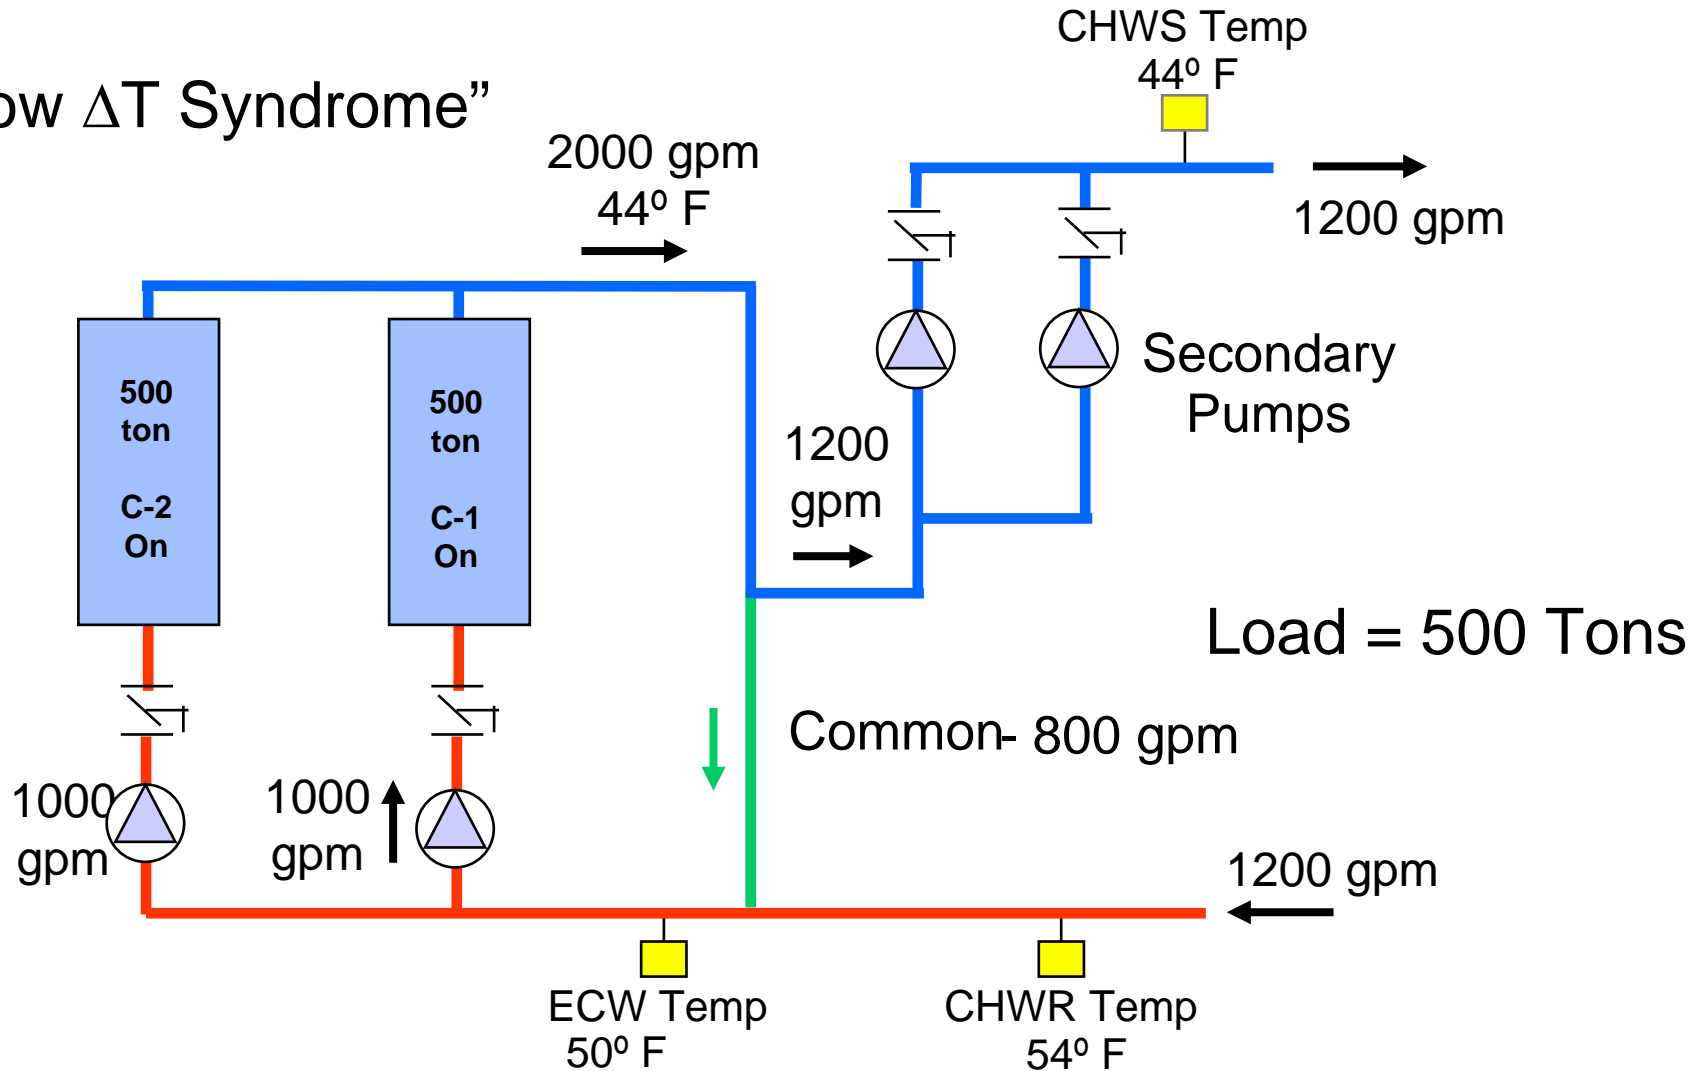 ow ΔT Syndrome”
CHWS Temp
44º F
2000 gpm
44º F
1200 gpm
500
ton
C-2
On
500
ton
C-1
On
Secondary
Pumps
1200
gpm
Load = 500 Tons
Common- 800 gpm
1000
gpm
1000
gpm
1200 gpm
ECW Temp
50º F
CHWR Temp
54º F